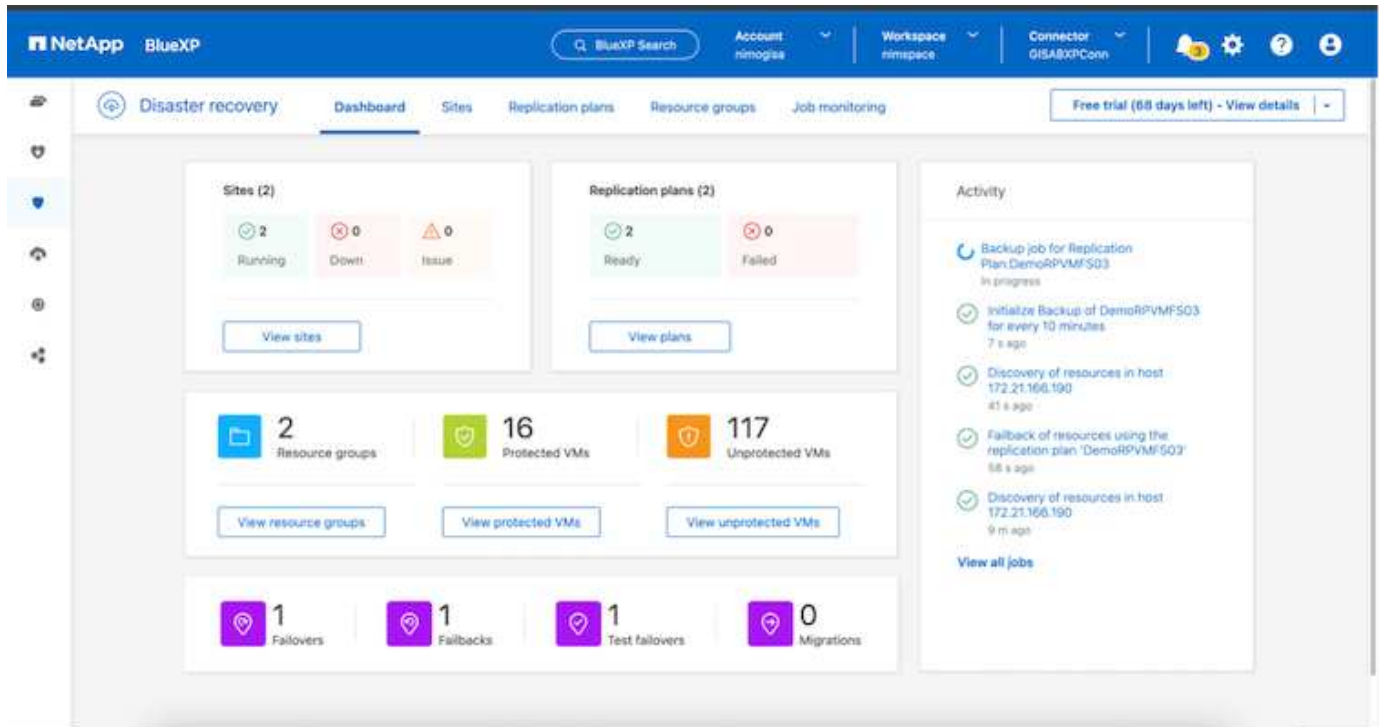 NetApp BlueXP
BlueXP Search
Account
nimogisa
Workspace
nimspace
Connector
GISABXPConn
3
Disaster recovery
Dashboard
Sites
Replication plans
Resource groups
Job monitoring
Free trial (68 days left) - View details
Sites (2)
2
Running
0
Down
0
Issue
View sites
Replication plans (2)
2
Ready
0
Failed
View plans
2
Resource groups
View resource groups
16
Protected VMs
View protected VMs
117
Unprotected VMs
View unprotected VMs
1
Failovers
1
Failbacks
1
Test failovers
0
Migrations
Activity
Backup job for Replication
Plan:DemoRPVMFS03
In progress
Initialize Backup of DemoRPVMFS03
for every 10 minutes
7 s ago
Discovery of resources in host
172.21.166.190
41 s ago
Failback of resources using the
replication plan 'DemoRPVMFS03'
58 s ago
Discovery of resources in host
172.21.166.190
9 m ago
View all jobs